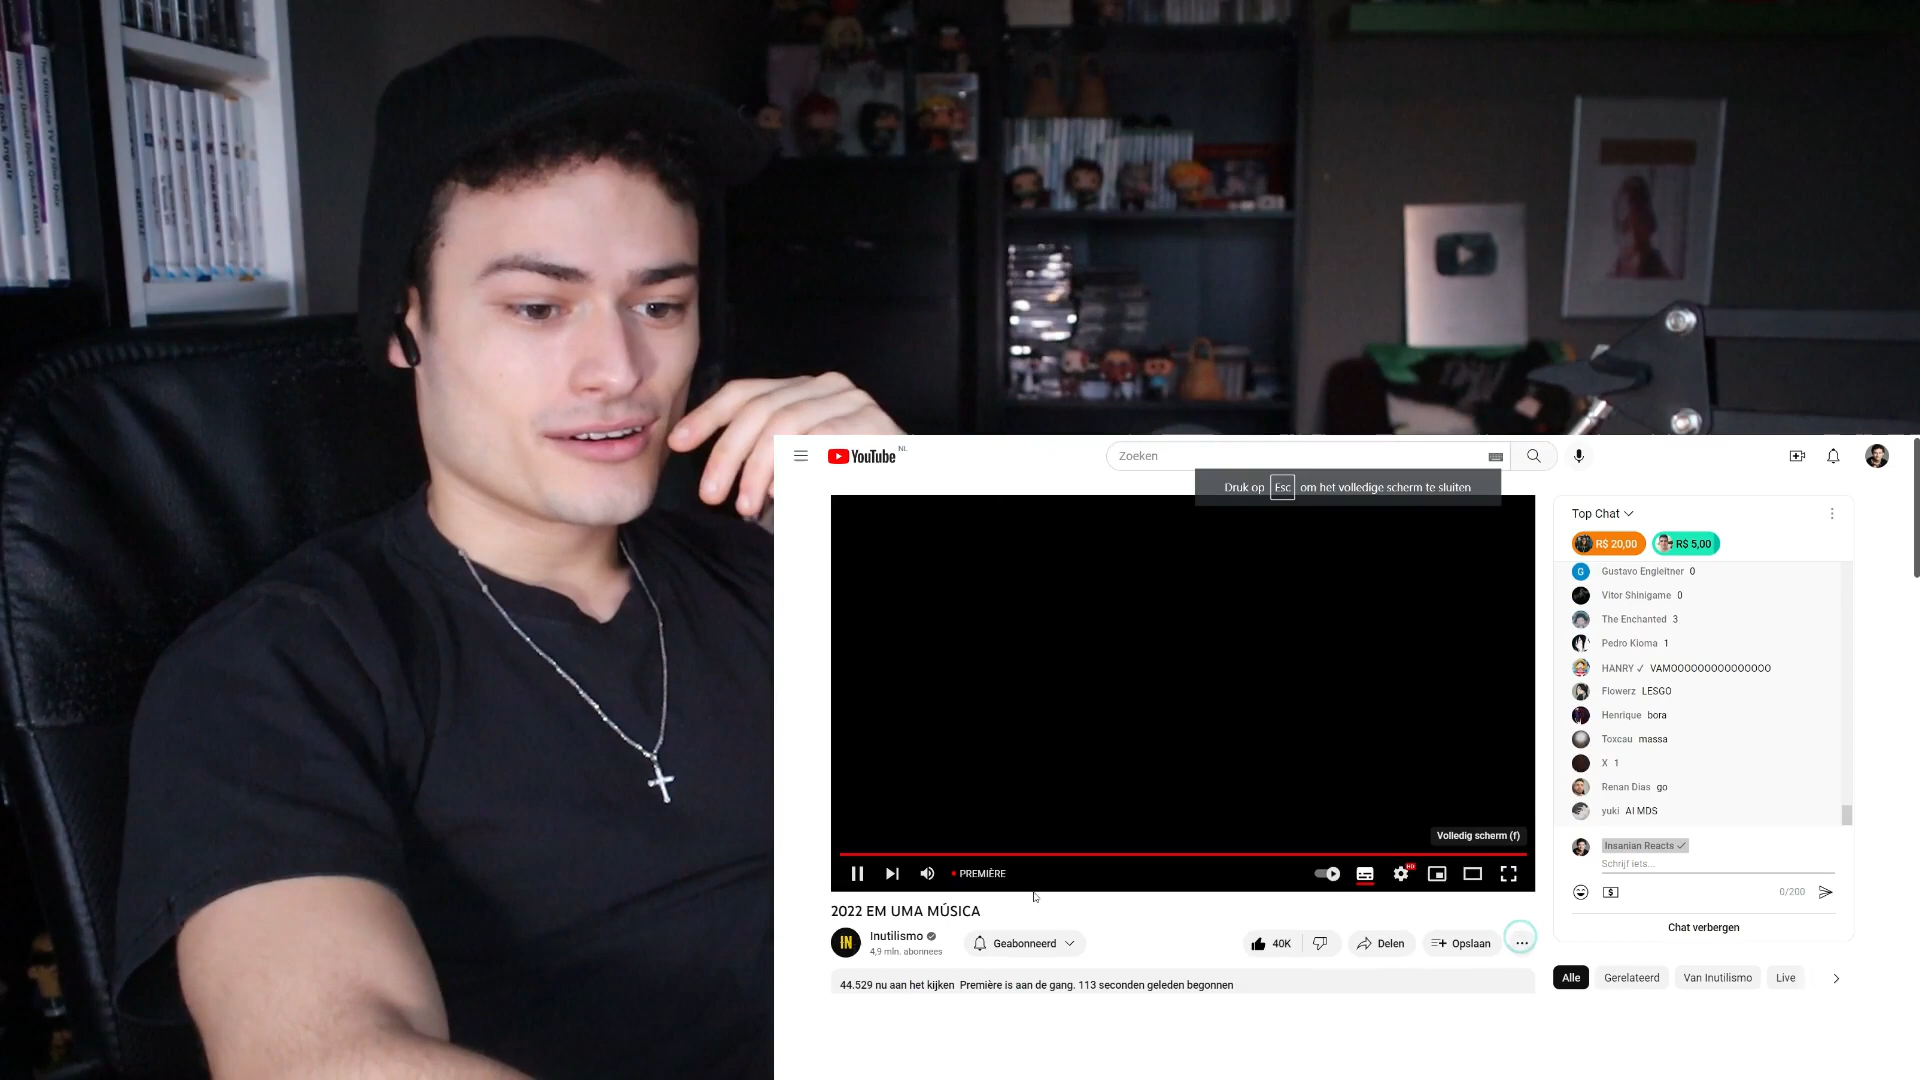 YouTube NL
Zoeken
Druk op Esc om het volledige scherm te sluiten
Top Chat
R$ 20,00 R$ 5,00
Gustavo Engleitner 0
Vitor Shinigame 0
The Enchanted 3
Pedro Kioma 1
HANRY ✓ VAMOOOOOOOOOOOOOOO
Flowerz LESGO
Henrique bora
Toxcau massa
X 1
Renan Dias go
yuki AI MDS
Insanian Reacts ✓
Schrijf iets...
0/200
Chat verbergen
Volledig scherm (f)
HD
PREMIÈRE
2022 EM UMA MÚSICA
IN
Inutilismo
4,9 mln. abonnees
Geabonneerd
40K
Delen
Opslaan
44.529 nu aan het kijken Première is aan de gang. 113 seconden geleden begonnen
Alle Gerelateerd Van Inutilismo Live